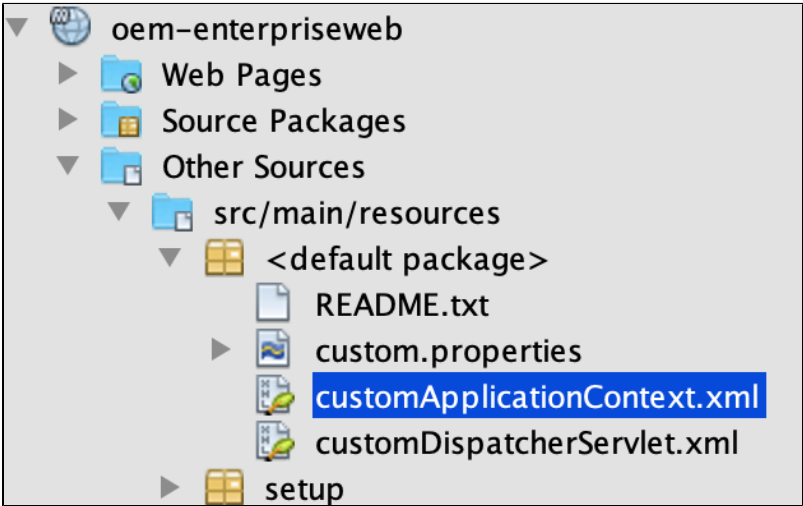 oem-enterpriseweb
Web Pages
Source Packages
Other Sources
src/main/resources
<default package>
README.txt
custom.properties
customApplicationContext.xml
customDispatcherServlet.xml
setup